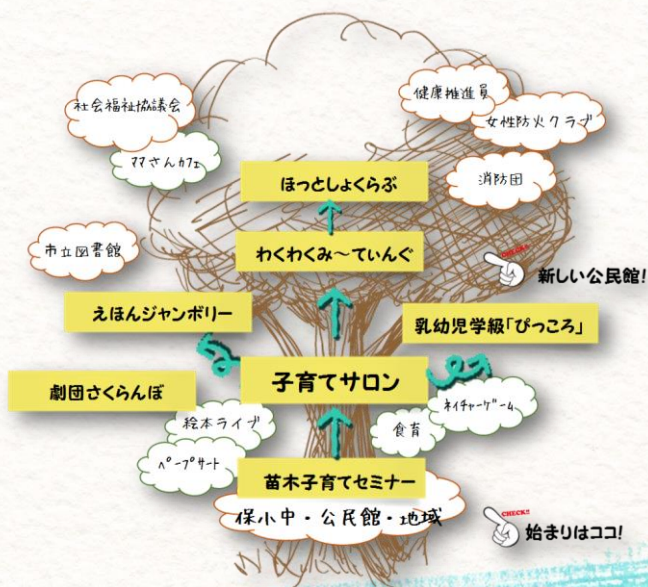 社会福祉協議会
ママさんカフェ
健康推進員
女性防火クラブ
消防団
ほっとしょくらぶ
市立図書館
わくわくみ～てぃんぐ
CHECK!!
新しい公民館!
えほんジャンボリー
乳幼児学級「ぴっころ」
子育てサロン
劇団さくらんぼ
絵本ライブ
ネイチャーゲーム
食育
ペープサート
苗木子育てセミナー
保小中・公民館・地域
CHECK!!
始まりはココ!